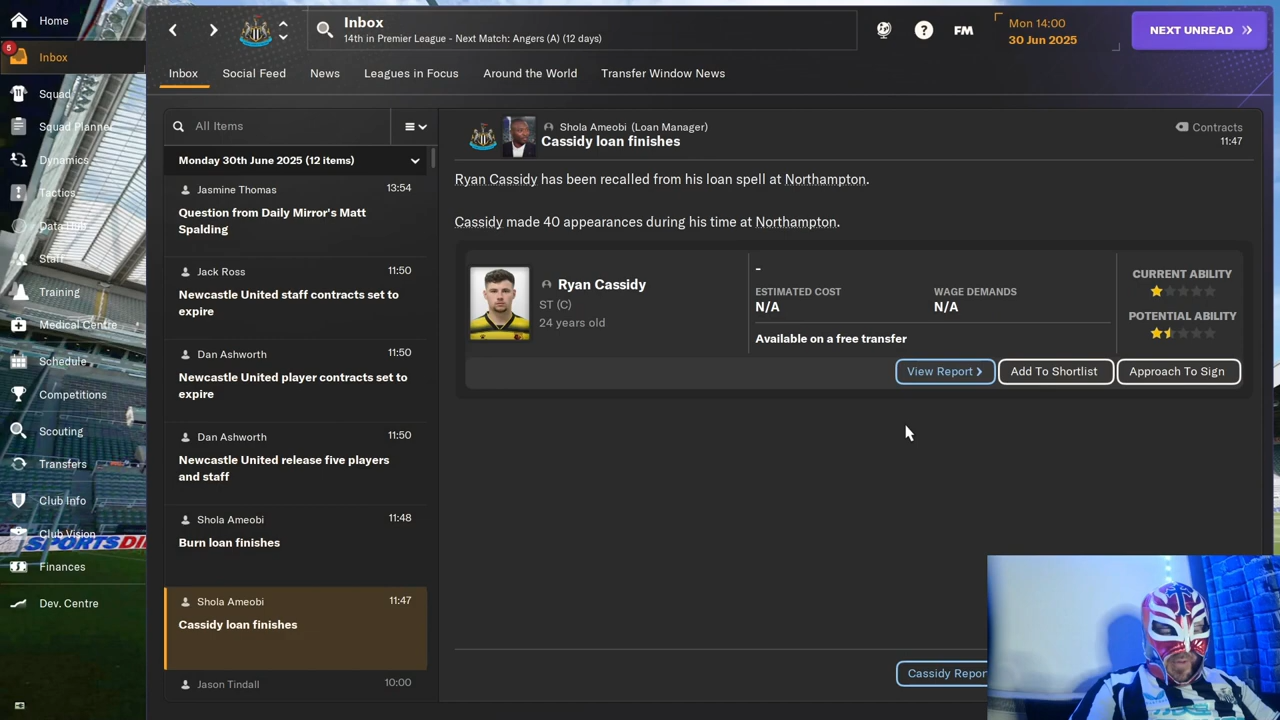 Home
5
Inbox
Squad
Squad Planner
Dynamics
Tactics
Data Hub
Staff
Training
Medical Centre
Schedule
Competitions
Scouting
Transfers
Club Info
Club Vision
SPORTSDI
Finances
Dev. Centre
Inbox
14th in Premier League - Next Match: Angers (A) (12 days)
?
FM
Mon 14:00
30 Jun 2025
NEXT UNREAD
Inbox
Social Feed
News
Leagues in Focus
Around the World
Transfer Window News
All Items
Monday 30th June 2025 (12 items)
Jasmine Thomas
13:54
Question from Daily Mirror's Matt
Spalding
Jack Ross
11:50
Newcastle United staff contracts set to
expire
Dan Ashworth
11:50
Newcastle United player contracts set to
expire
Dan Ashworth
11:50
Newcastle United release five players
and staff
Shola Ameobi
11:48
Burn loan finishes
Shola Ameobi
11:47
Cassidy loan finishes
Jason Tindall
10:00
Shola Ameobi (Loan Manager)
Cassidy loan finishes
Contracts
11:47
Ryan Cassidy has been recalled from his loan spell at Northampton.
Cassidy made 40 appearances during his time at Northampton.
Ryan Cassidy
ST (C)
24 years old
-
ESTIMATED COST
N/A
WAGE DEMANDS
N/A
Available on a free transfer
CURRENT ABILITY
POTENTIAL ABILITY
View Report
Add To Shortlist
Approach To Sign
Cassidy Repor